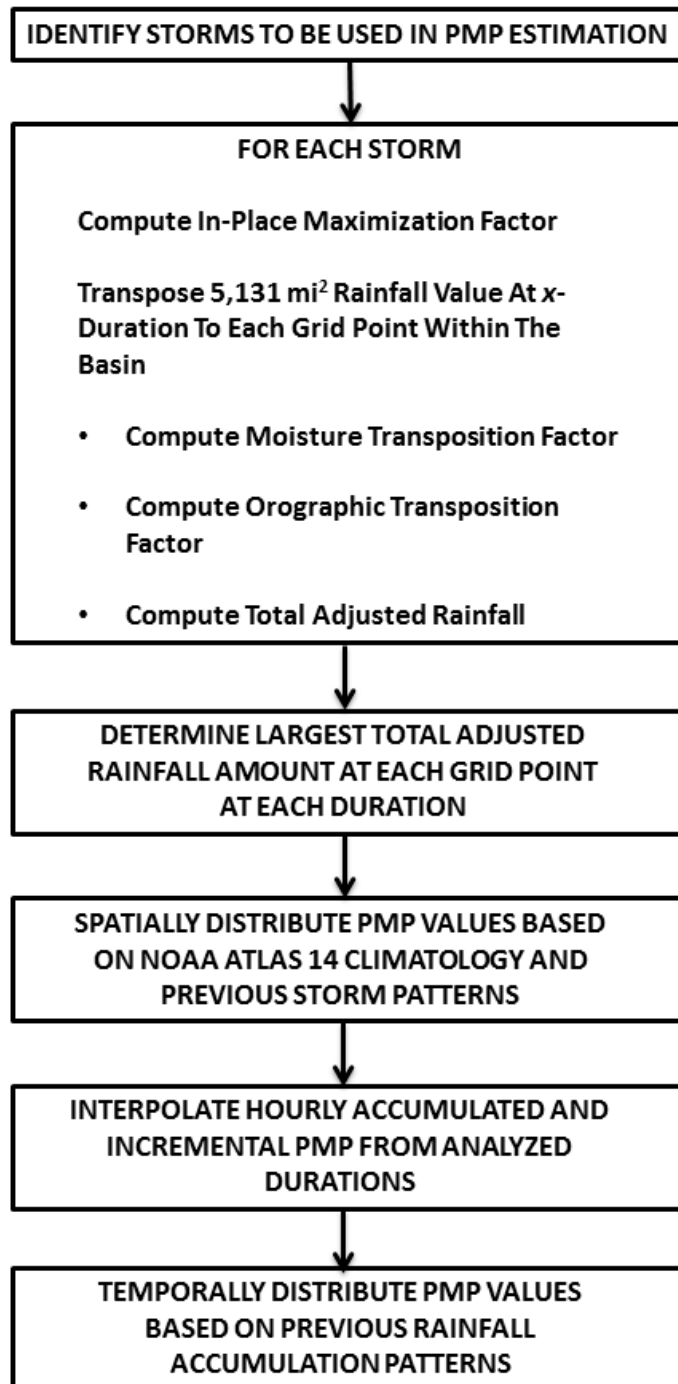 IDENTIFY STORMS TO BE USED IN PMP ESTIMATION
FOR EACH STORM
Compute In-Place Maximization Factor
Transpose 5,131 mi² Rainfall Value At x-
Duration To Each Grid Point Within The
Basin
• Compute Moisture Transposition Factor
• Compute Orographic Transposition
Factor
• Compute Total Adjusted Rainfall
DETERMINE LARGEST TOTAL ADJUSTED
RAINFALL AMOUNT AT EACH GRID POINT
AT EACH DURATION
SPATIALLY DISTRIBUTE PMP VALUES BASED
ON NOAA ATLAS 14 CLIMATOLOGY AND
PREVIOUS STORM PATTERNS
INTERPOLATE HOURLY ACCUMULATED AND
INCREMENTAL PMP FROM ANALYZED
DURATIONS
TEMPORALLY DISTRIBUTE PMP VALUES
BASED ON PREVIOUS RAINFALL
ACCUMULATION PATTERNS